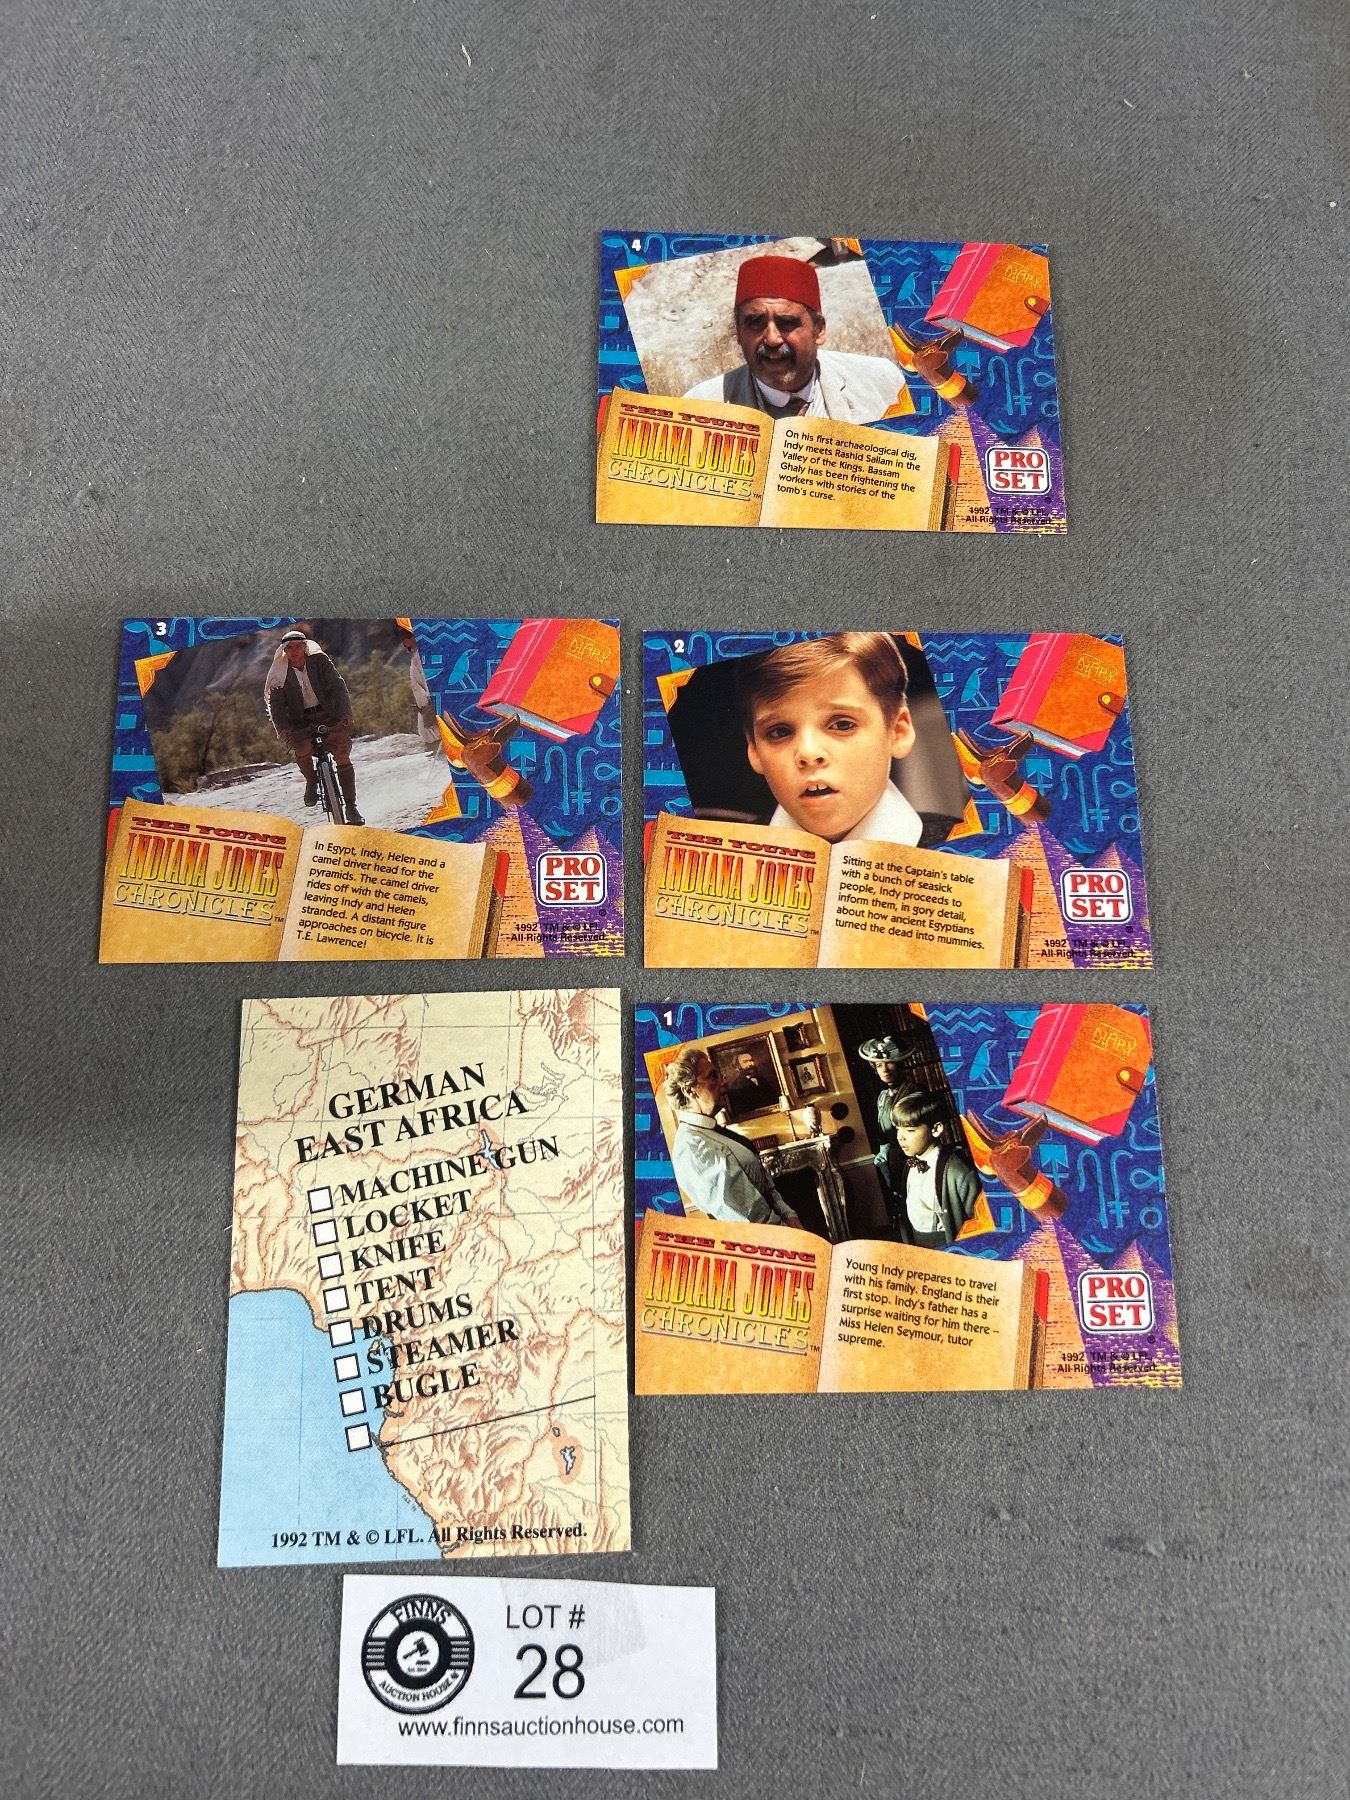 4
DIARY
THE YOUNG
INDIANA JONES
CHRONICLES™
On his first archaeological dig,
Indy meets Rashid Sallam in the
Valley of the Kings. Bassam
Ghaly has been frightening the
workers with stories of the
tomb's curse.
PRO
SET
®
1992 TM & © LFL
All Rights Reserved.
3
DIARY
THE YOUNG
INDIANA JONES
CHRONICLES™
In Egypt, Indy, Helen and a
camel driver head for the
pyramids. The camel driver
rides off with the camels,
leaving Indy and Helen
stranded. A distant figure
approaches on bicycle. It is
T.E. Lawrence!
PRO
SET
®
1992 TM & © LFL
All Rights Reserved.
2
DIARY
THE YOUNG
INDIANA JONES
CHRONICLES™
Sitting at the Captain's table
with a bunch of seasick
people, Indy proceeds to
inform them, in gory detail,
about how ancient Egyptians
turned the dead into mummies.
PRO
SET
®
1992 TM & © LFL
All Rights Reserved.
GERMAN
EAST AFRICA
MACHINE GUN
LOCKET
KNIFE
TENT
DRUMS
STEAMER
BUGLE
1992 TM & © LFL. All Rights Reserved.
1
DIARY
THE YOUNG
INDIANA JONES
CHRONICLES™
Young Indy prepares to travel
with his family. England is their
first stop. Indy's father has a
surprise waiting for him there –
Miss Helen Seymour, tutor
supreme.
PRO
SET
®
1992 TM & © LFL
All Rights Reserved.
FINNS
AUCTION HOUSE
LOT #
28
www.finnsauctionhouse.com